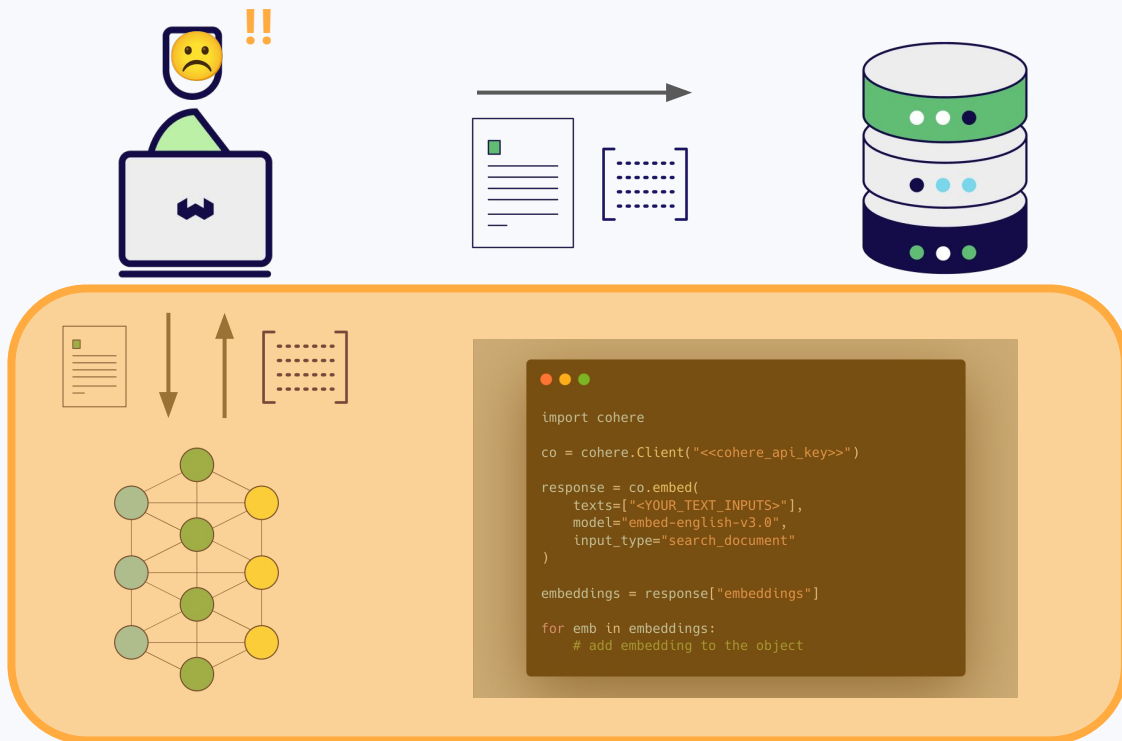 !!
import cohere
co = cohere.Client("<<cohere_api_key>>")
response = co.embed(
    texts=["<YOUR_TEXT_INPUTS>"],
    model="embed-english-v3.0",
    input_type="search_document"
)
embeddings = response["embeddings"]
for emb in embeddings:
    # add embedding to the object